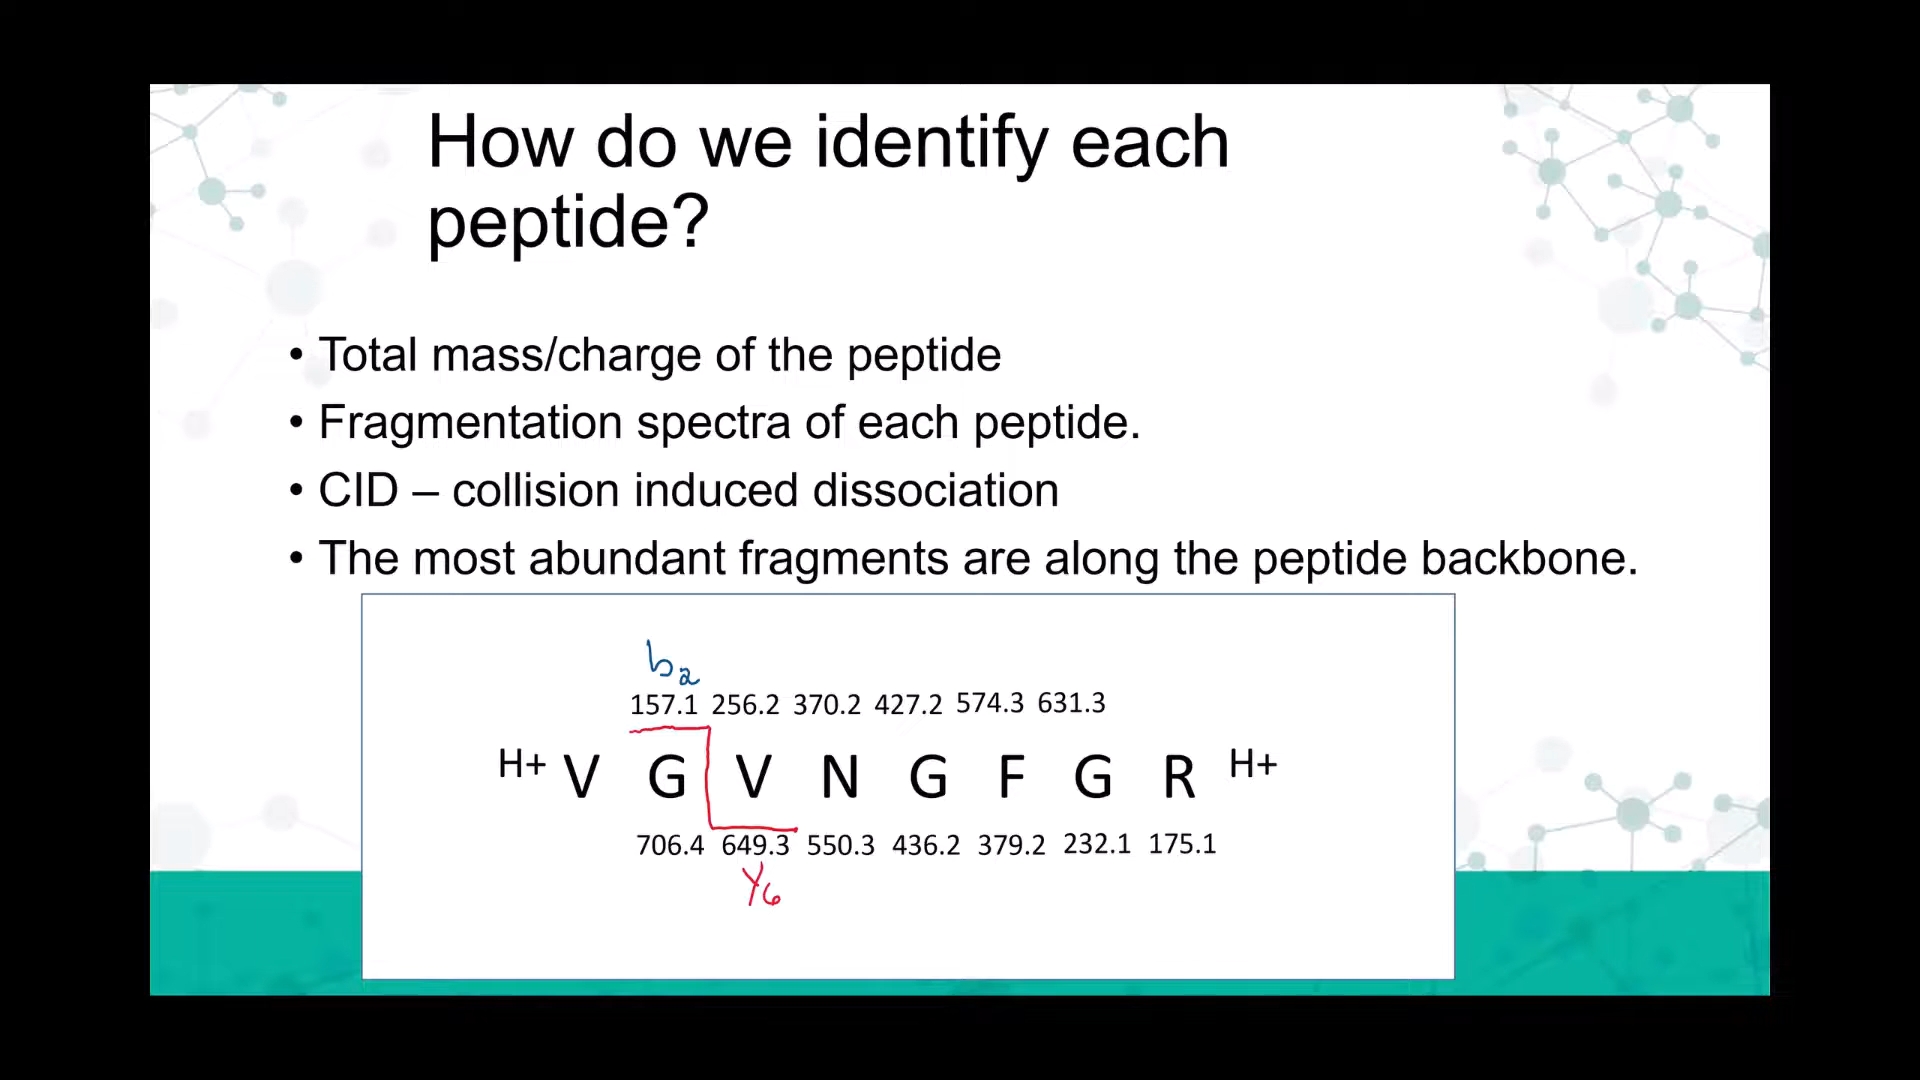 How do we identify each
peptide?
• Total mass/charge of the peptide
• Fragmentation spectra of each peptide.
• CID – collision induced dissociation
• The most abundant fragments are along the peptide backbone.
b2
157.1 256.2 370.2 427.2 574.3 631.3
H+ V G V N G F G R H+
706.4 649.3 550.3 436.2 379.2 232.1 175.1
Y6